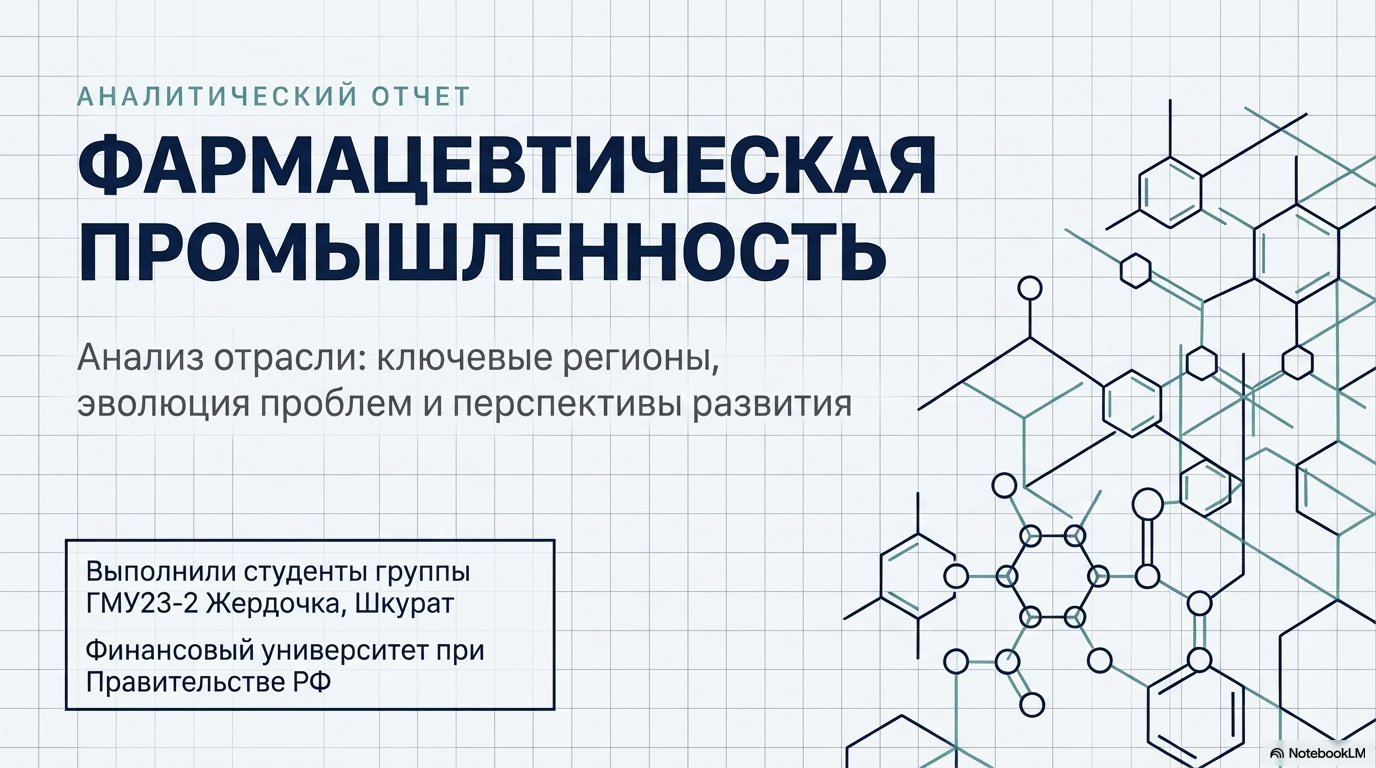 АНАЛИТИЧЕСКИЙ ОТЧЕТ
ФАРМАЦЕВТИЧЕСКАЯ
ПРОМЫШЛЕННОСТЬ
Анализ отрасли: ключевые регионы,
эволюция проблем и перспективы развития
Выполнили студенты группы
ГМУ23-2 Жердочка, Шкурат
Финансовый университет при
Правительстве РФ
NotebookLM